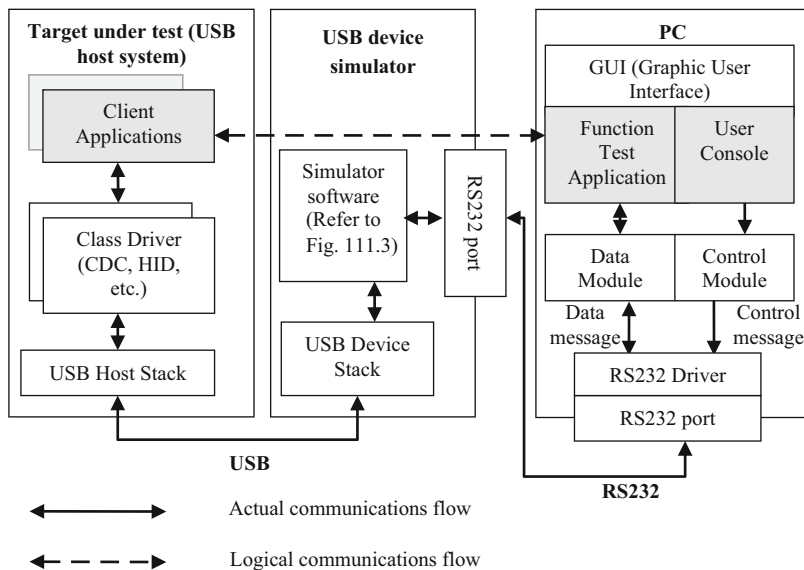 Target under test (USB
host system)
Client
Applications
Class Driver
(CDC, HID,
etc.)
USB Host Stack
USB device
simulator
Simulator
software
(Refer to
Fig. 111.3)
RS232 port
USB Device
Stack
PC
GUI (Graphic User
Interface)
Function
Test
Application
User
Console
Data
Module
Control
Module
Data
message
Control
message
RS232 Driver
RS232 port
USB
RS232
Actual communications flow
Logical communications flow